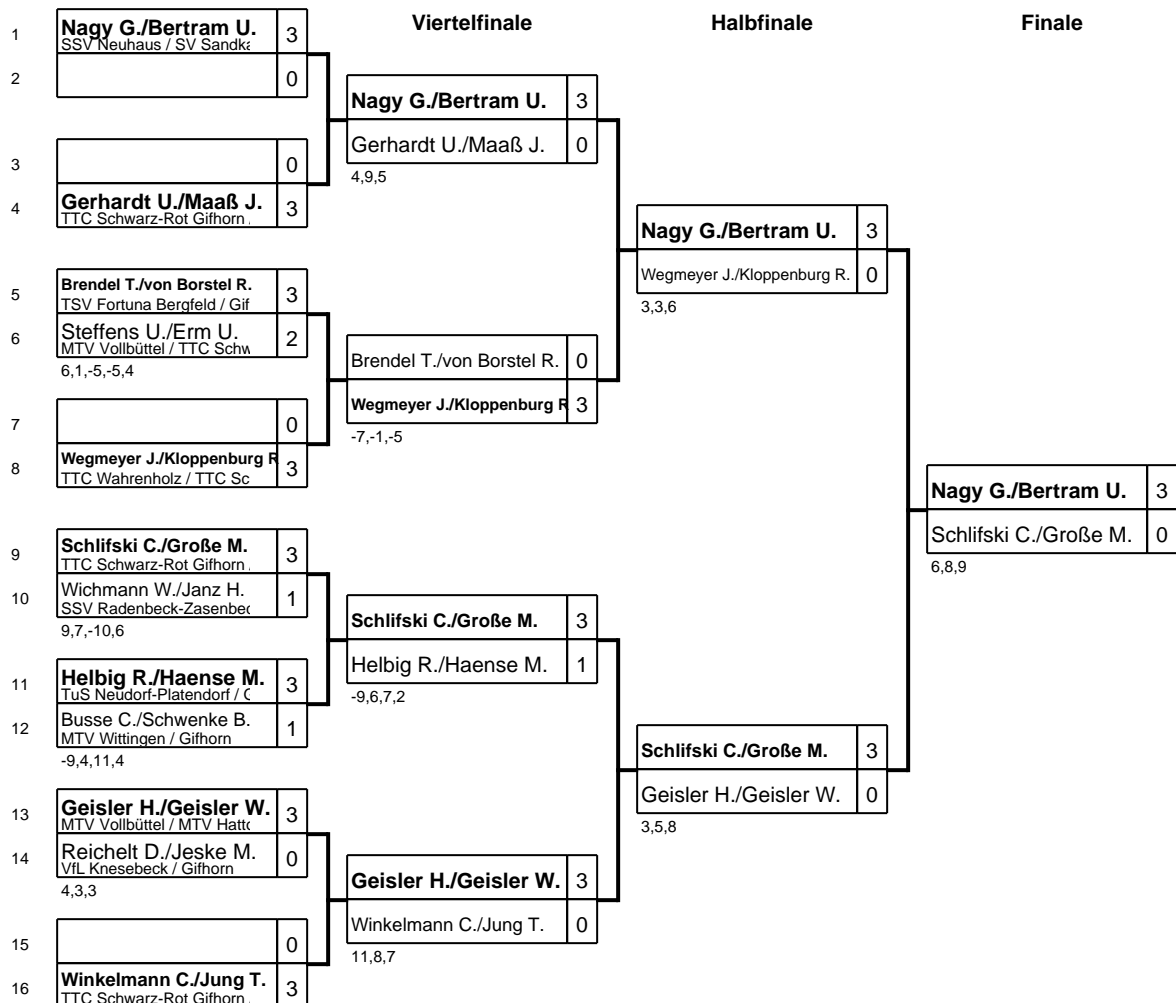 Viertelfinale
Halbfinale
Finale
1
Nagy G./Bertram U. 3
SSV Neuhaus / SV Sandka
2
0
3
0
4
Gerhardt U./Maaß J. 3
TTC Schwarz-Rot Gifhorn /
5
Brendel T./von Borstel R. 3
TSV Fortuna Bergfeld / Gif
6
Steffens U./Erm U. 2
MTV Vollbüttel / TTC Schw
6,1,-5,-5,4
7
0
8
Wegmeyer J./Kloppenburg R 3
TTC Wahrenholz / TTC Sc
9
Schlifski C./Große M. 3
TTC Schwarz-Rot Gifhorn /
10
Wichmann W./Janz H. 1
SSV Radenbeck-Zasenbec
9,7,-10,6
11
Helbig R./Haense M. 3
TuS Neudorf-Platendorf / G
12
Busse C./Schwenke B. 1
MTV Wittingen / Gifhorn
-9,4,11,4
13
Geisler H./Geisler W. 3
MTV Vollbüttel / MTV Hatto
14
Reichelt D./Jeske M. 0
VfL Knesebeck / Gifhorn
4,3,3
15
0
16
Winkelmann C./Jung T. 3
TTC Schwarz-Rot Gifhorn /
Nagy G./Bertram U. 3
Gerhardt U./Maaß J. 0
4,9,5
Brendel T./von Borstel R. 0
Wegmeyer J./Kloppenburg R 3
-7,-1,-5
Schlifski C./Große M. 3
Helbig R./Haense M. 1
-9,6,7,2
Geisler H./Geisler W. 3
Winkelmann C./Jung T. 0
11,8,7
Nagy G./Bertram U. 3
Wegmeyer J./Kloppenburg R. 0
3,3,6
Schlifski C./Große M. 3
Geisler H./Geisler W. 0
3,5,8
Nagy G./Bertram U. 3
Schlifski C./Große M. 0
6,8,9